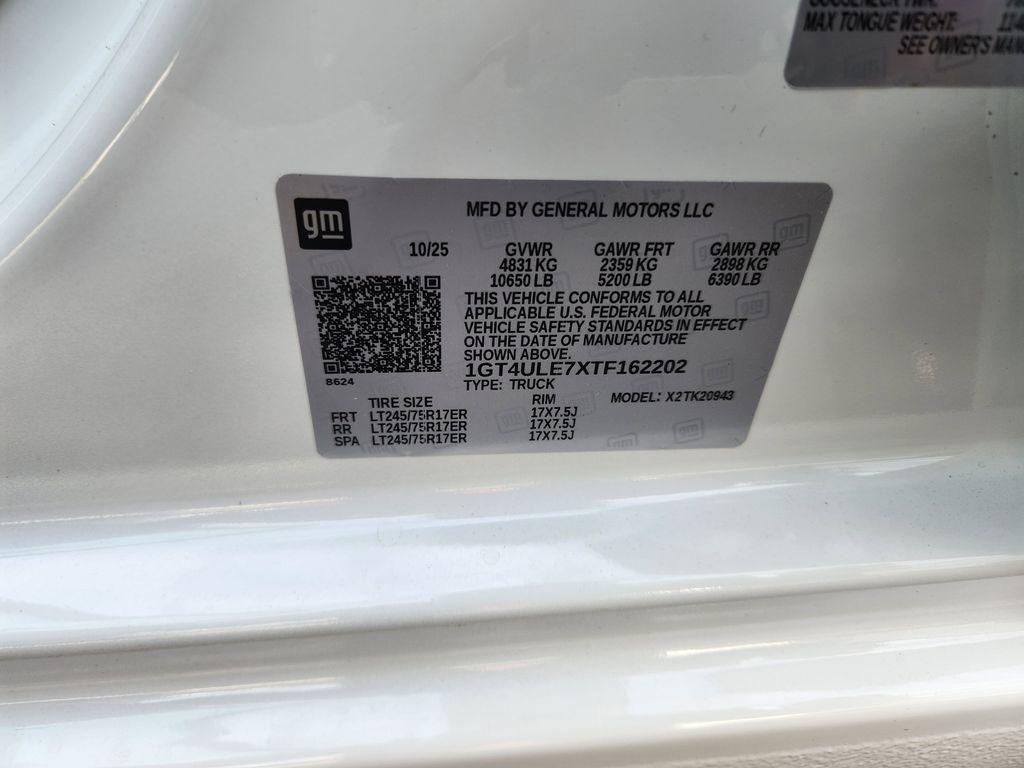 MAX TONGUE WEIGHT:
SEE OWNER'S
gm
MFD BY GENERAL MOTORS LLC
10/25 GVWR GAWR FRT GAWR RR
4831 KG 2359 KG 2898 KG
10650 LB 5200 LB 6390 LB
THIS VEHICLE CONFORMS TO ALL
APPLICABLE U.S. FEDERAL MOTOR
VEHICLE SAFETY STANDARDS IN EFFECT
ON THE DATE OF MANUFACTURE
SHOWN ABOVE.
1GT4ULE7XTF162202
8624
TYPE: TRUCK
MODEL: X2TK20943
TIRE SIZE RIM
FRT LT245/75R17ER 17X7.5J
RR LT245/75R17ER 17X7.5J
SPA LT245/75R17ER 17X7.5J